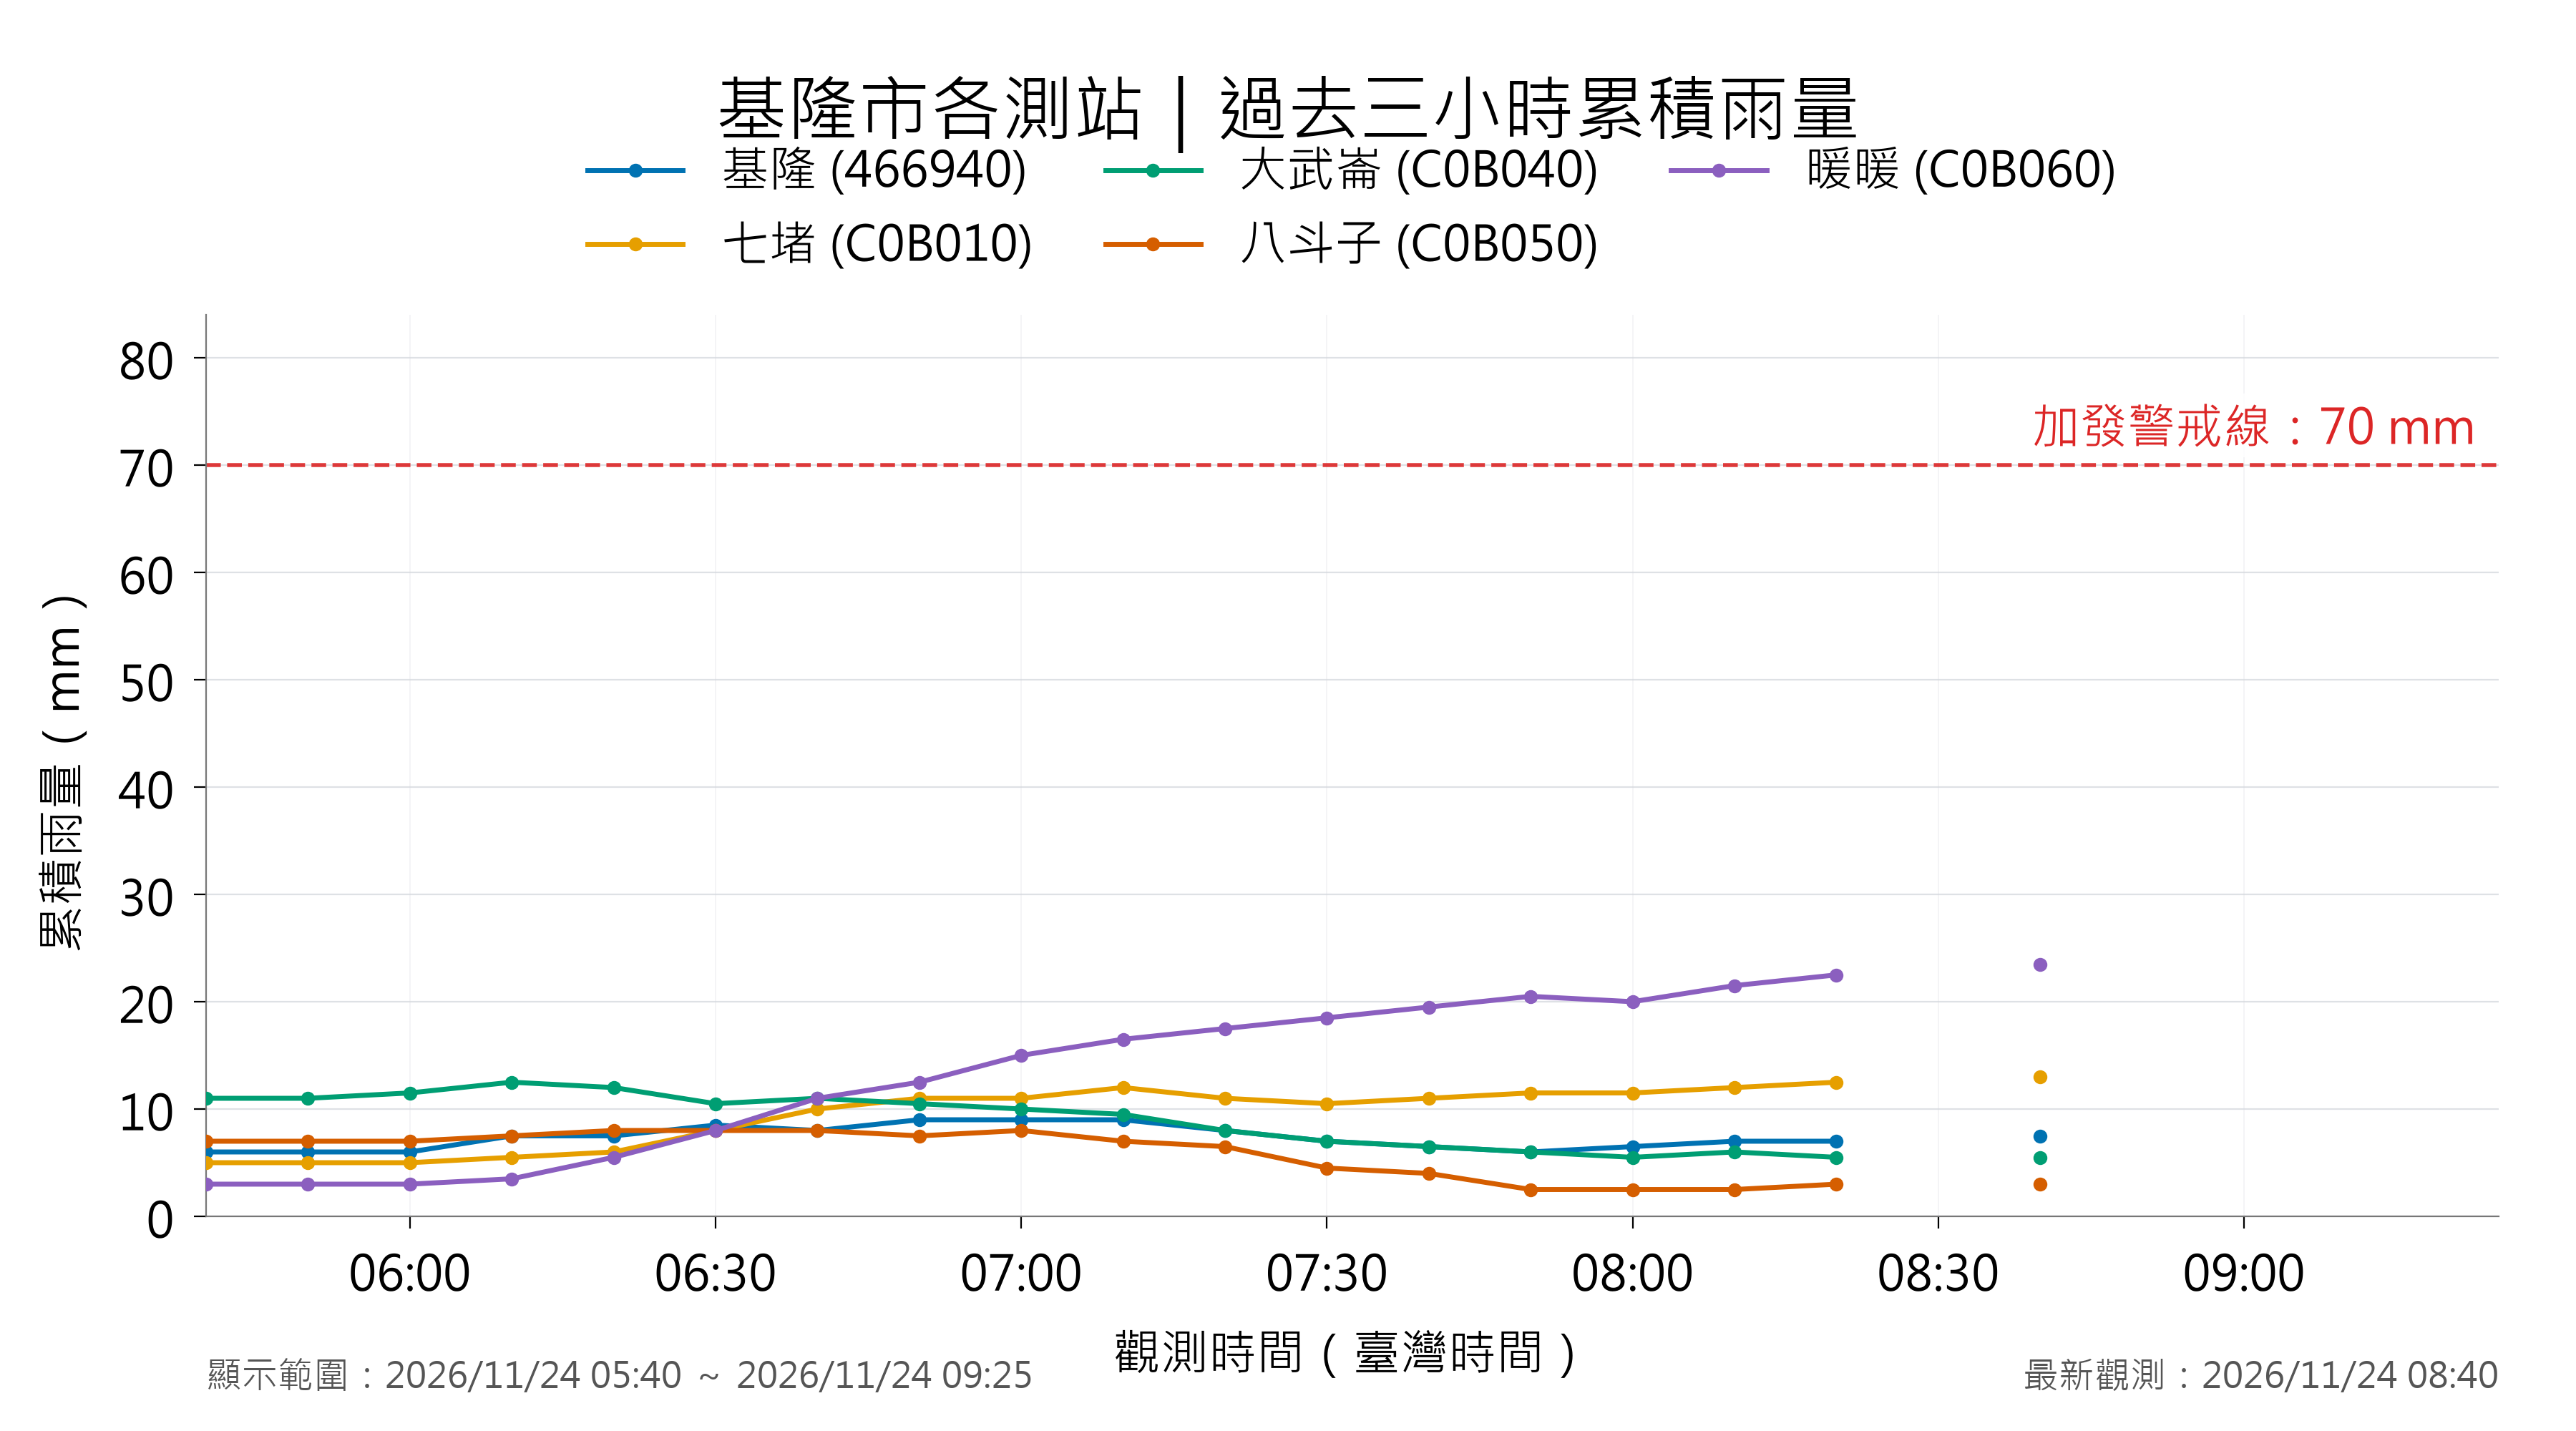 基隆市各測站｜過去三小時累積雨量
基隆 (466940)
大武崙 (C0B040)
暖暖 (C0B060)
七堵 (C0B010)
八斗子 (C0B050)
累積雨量（mm）
80
70
60
50
40
30
20
10
0
加發警戒線：70 mm
06:00
06:30
07:00
07:30
08:00
08:30
09:00
觀測時間（臺灣時間）
顯示範圍：2026/11/24 05:40 ～ 2026/11/24 09:25
最新觀測：2026/11/24 08:40